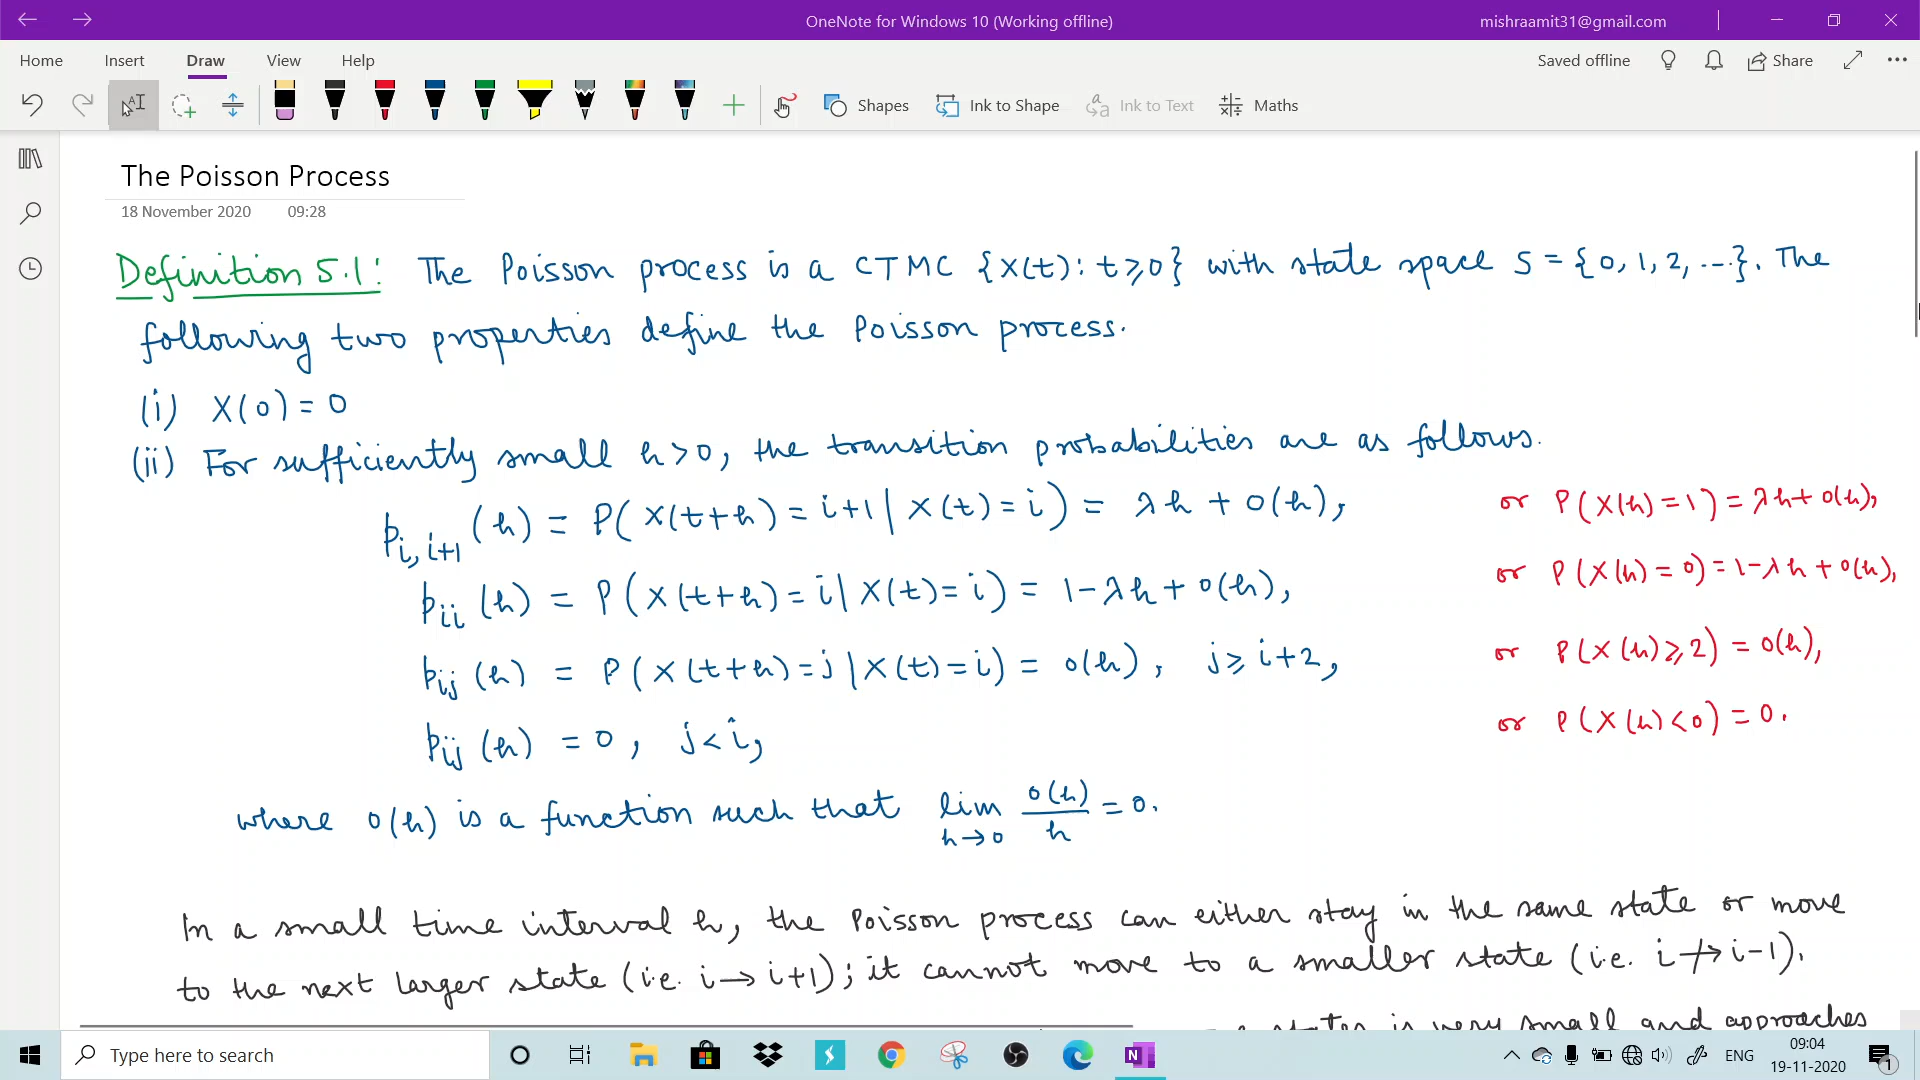 OneNote for Windows 10 (Working offline)
mishraamit31@gmail.com
Home Insert Draw View Help
Saved offline
Share
Shapes
Ink to Shape
Ink to Text
Maths
The Poisson Process
18 November 2020 09:28
Definition 5.1: The Poisson process is a CTMC {X(t): t≥0} with state space S = {0, 1, 2, ...}. The
following two properties define the Poisson process.
(i) X(0) = 0
(ii) For sufficiently small h>0, the transition probabilities are as follows.
p_{i,i+1}(h) = P(X(t+h) = i+1 | X(t) = i) = λh + o(h), or P(X(h) = 1) = λh + o(h),
p_{ii}(h) = P(X(t+h) = i | X(t) = i) = 1-λh + o(h), or P(X(h) = 0) = 1-λh + o(h),
p_{ij}(h) = P(X(t+h) = j | X(t) = i) = o(h), j ≥ i+2, or P(X(h) ≥ 2) = o(h),
p_{ij}(h) = 0, j < i, or P(X(h) < 0) = 0.
where o(h) is a function such that lim_{h→0} o(h)/h = 0.
In a small time interval h, the Poisson process can either stay in the same state or move
to the next larger state (i.e. i → i+1); it cannot move to a smaller state (i.e. i ↛ i-1).
states is very small and approaches
Type here to search
ENG
09:04
19-11-2020
1